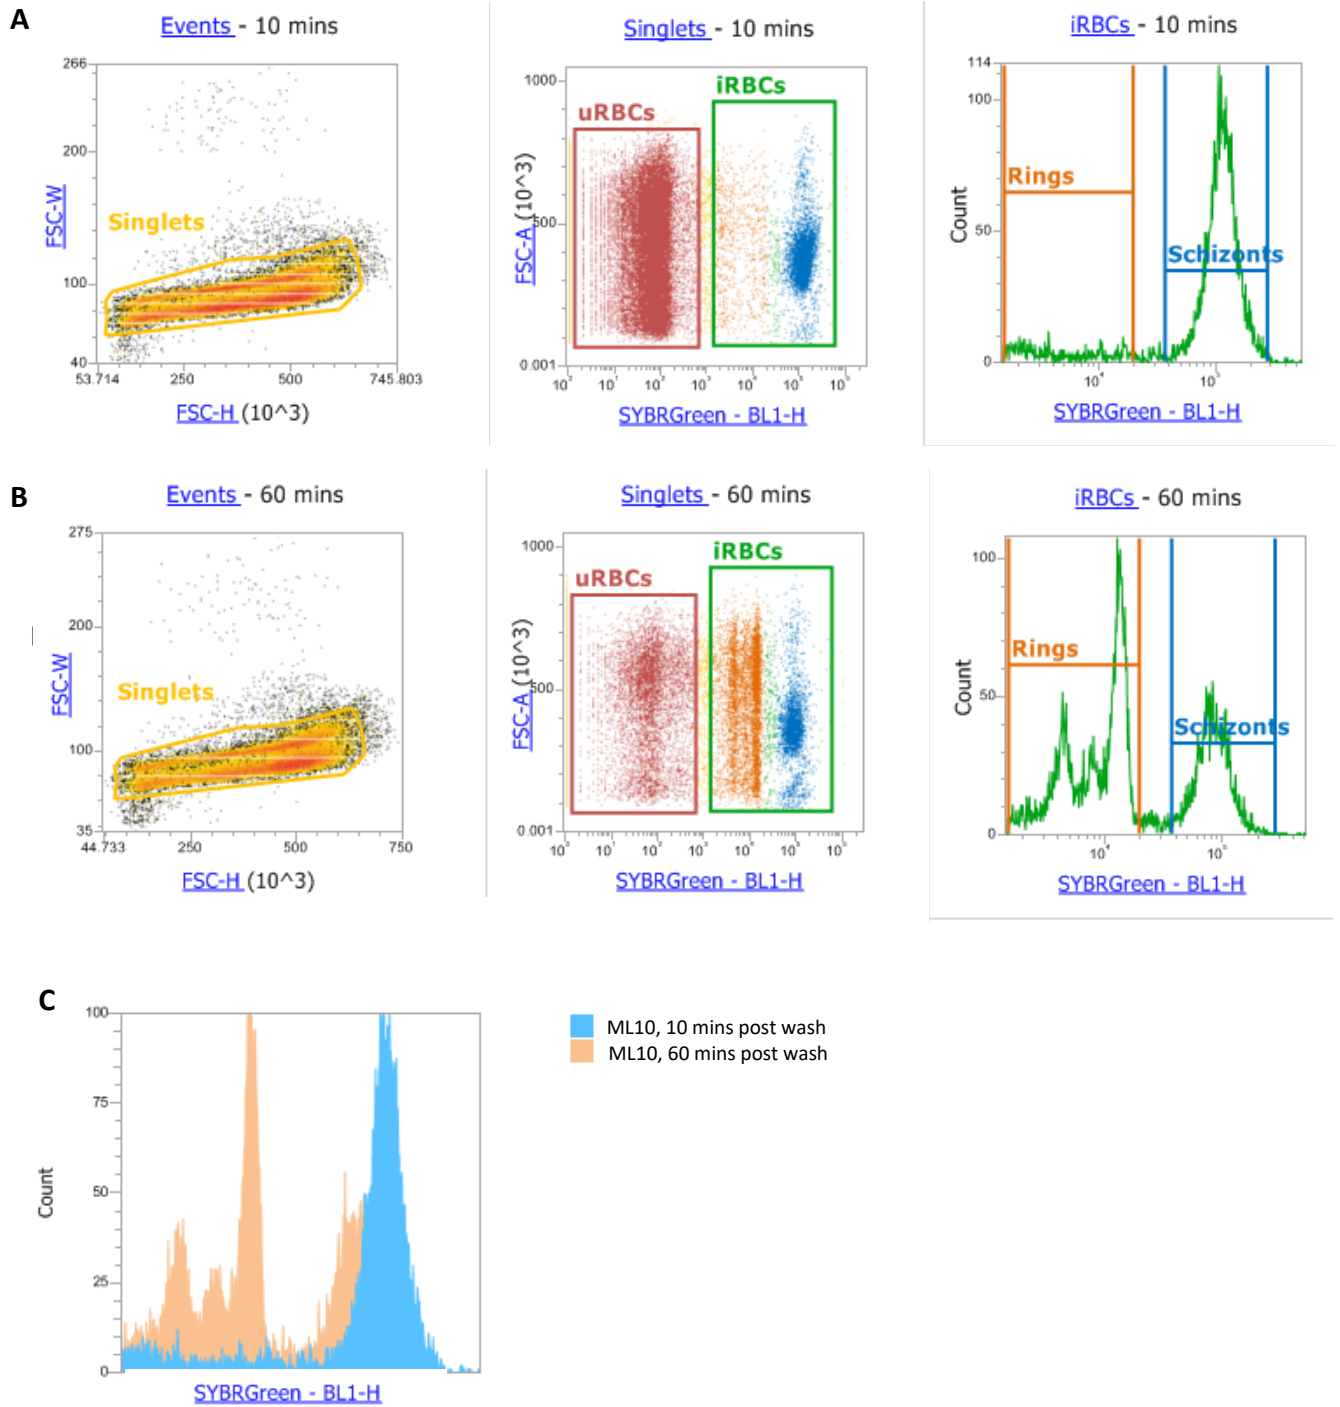 A
Events - 10 mins
266
200
100
40
FSC-W
Singlets
53.714 250 500 745.803
FSC-H (10^3)
Singlets - 10 mins
1000
500
0.001
FSC-A (10^3)
uRBCs
iRBCs
SYBRGreen - BL1-H
iRBCs - 10 mins
114
100
50
0
Count
Rings
Schizonts
10⁴
SYBRGreen - BL1-H
B
Events - 60 mins
275
200
100
35
FSC-W
Singlets
44.733 250 500 750
FSC-H (10^3)
Singlets - 60 mins
1000
500
0.001
FSC-A (10^3)
uRBCs
iRBCs
SYBRGreen - BL1-H
iRBCs - 60 mins
100
50
0
Count
Rings
Schizonts
10⁴
SYBRGreen - BL1-H
C
100
75
50
25
0
Count
SYBRGreen - BL1-H
ML10, 10 mins post wash
ML10, 60 mins post wash